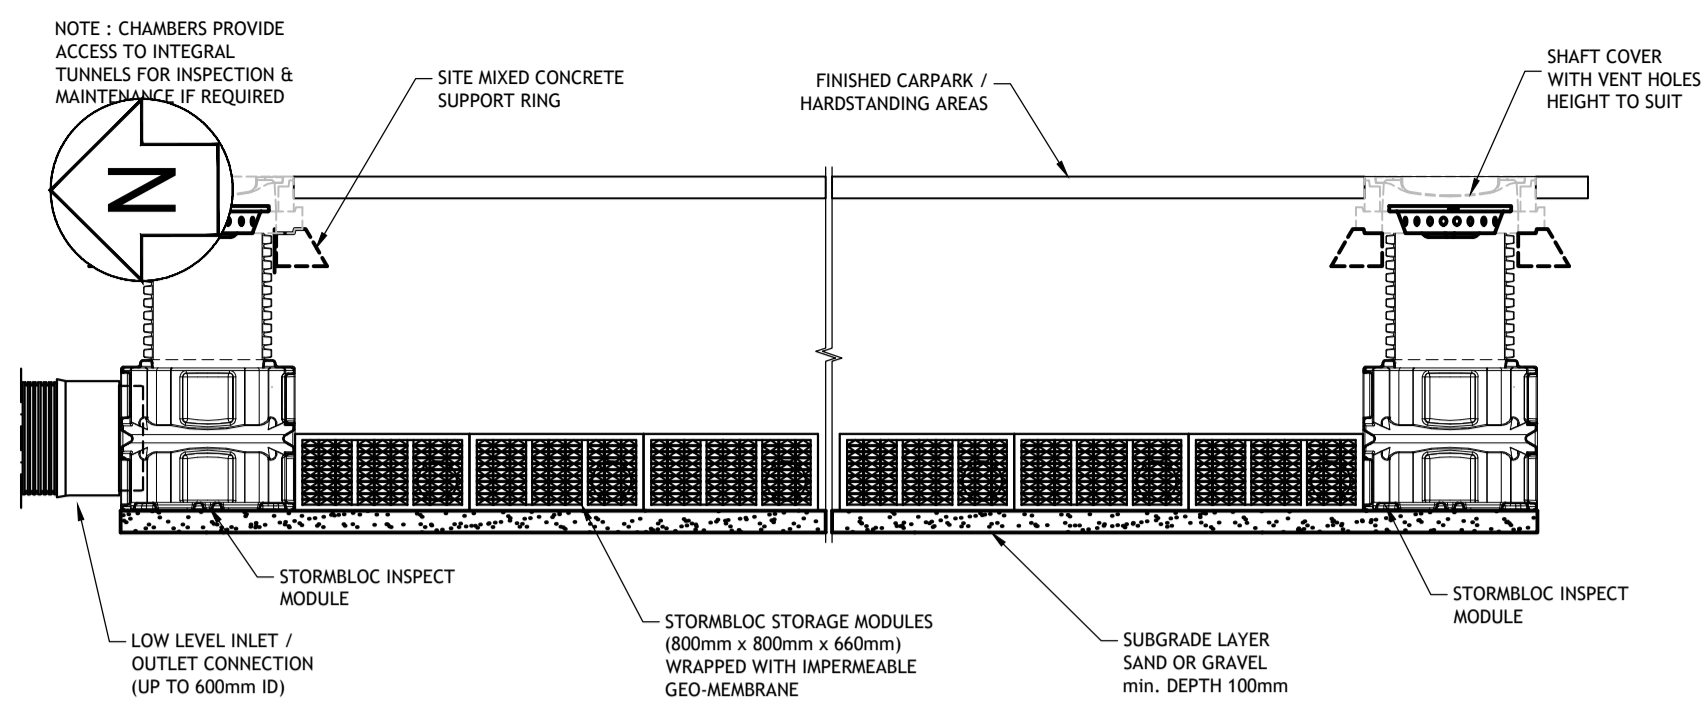 NOTE : CHAMBERS PROVIDE
ACCESS TO INTEGRAL
TUNNELS FOR INSPECTION &
MAINTENANCE IF REQUIRED
SITE MIXED CONCRETE
SUPPORT RING
FINISHED CARPARK /
HARDSTANDING AREAS
SHAFT COVER
WITH VENT HOLES
HEIGHT TO SUIT
N
STORMBLOC INSPECT
MODULE
LOW LEVEL INLET /
OUTLET CONNECTION
(UP TO 600mm ID)
STORMBLOC STORAGE MODULES
(800mm x 800mm x 660mm)
WRAPPED WITH IMPERMEABLE
GEO-MEMBRANE
SUBGRADE LAYER
SAND OR GRAVEL
min. DEPTH 100mm
STORMBLOC INSPECT
MODULE